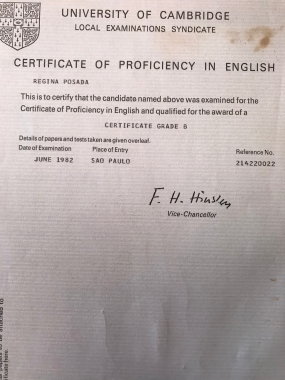 UNIVERSITY OF CAMBRIDGE
LOCAL EXAMINATIONS SYNDICATE
CERTIFICATE OF PROFICIENCY IN ENGLISH
REGINA POSADA
This is to certify that the candidate named above was examined for the
Certificate of Proficiency in English and qualified for the award of a
CERTIFICATE GRADE B
Details of papers and tests taken are given overleaf.
Date of Examination Place of Entry Reference No.
JUNE 1982 SAO PAULO 214220022
F. H. Hinsley
Vice-Chancellor